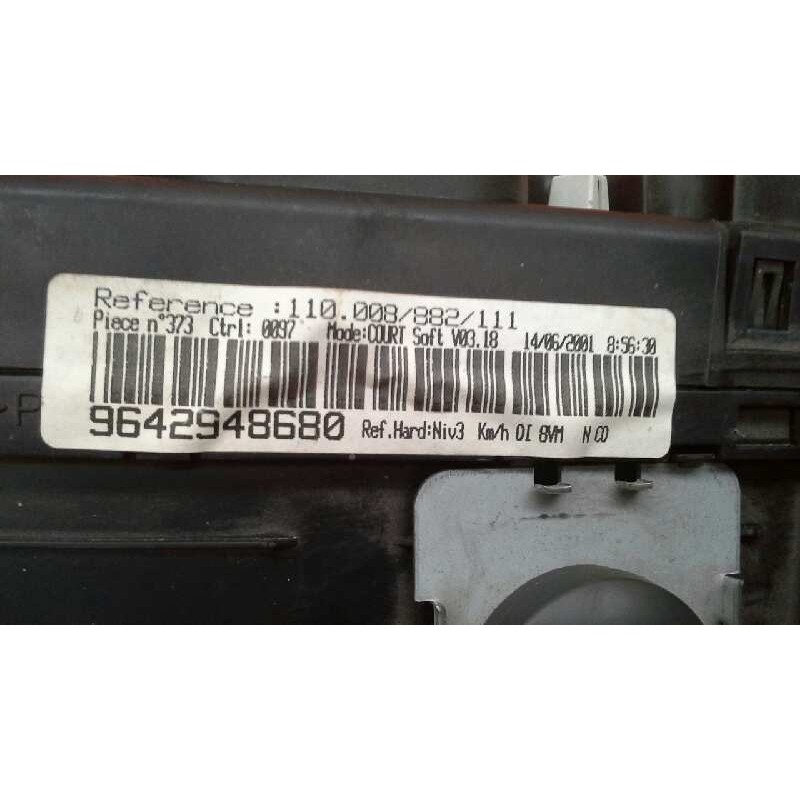 Reference :110.008/882/111
Piece n°373 Ctrl: 0097 Mode:COURT Soft V03.18 14/06/2001 8:56:30
9642948680 Ref.Hard:Niv3 Km/h DI 8VM N CO
>P